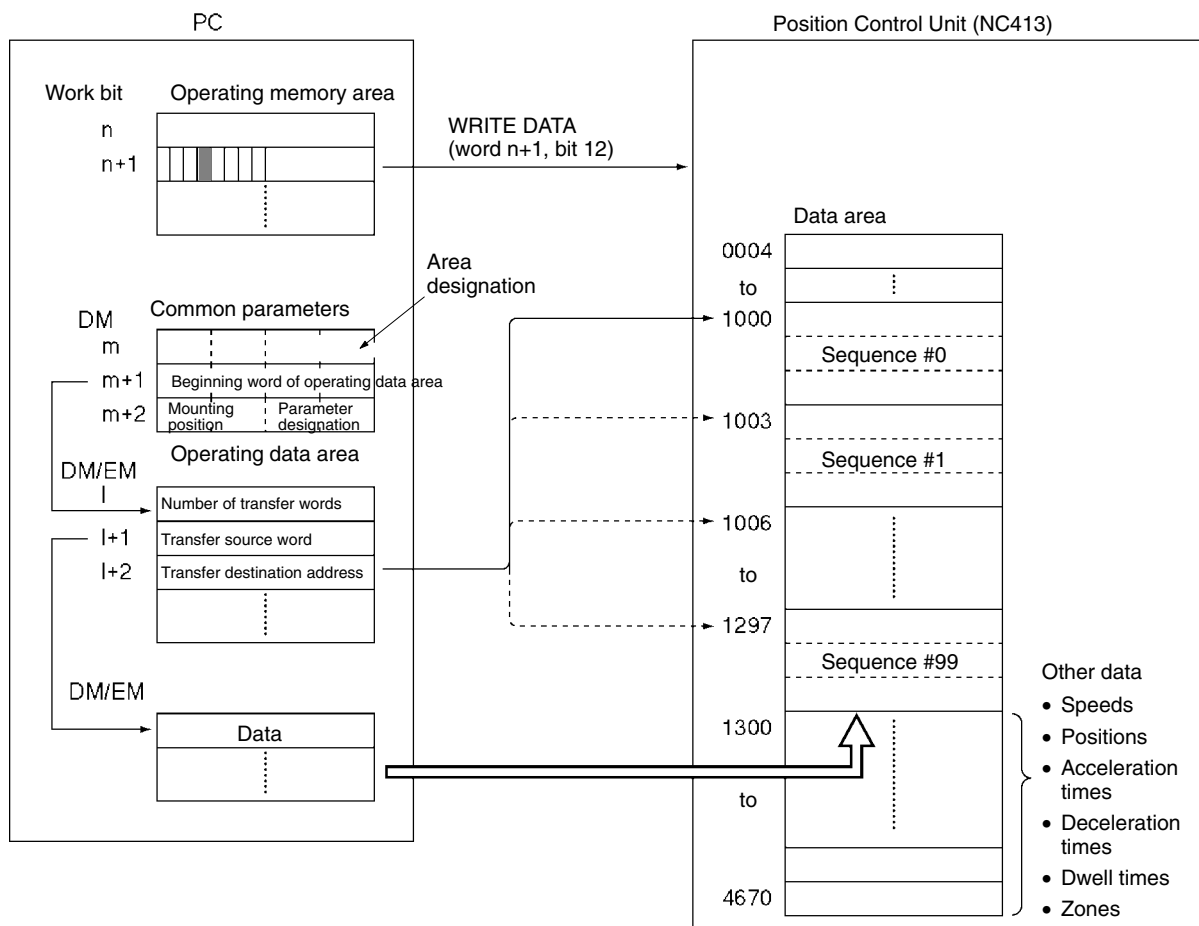 PC
Position Control Unit (NC413)
Work bit
Operating memory area
n
n+1
WRITE DATA
(word n+1, bit 12)
Area
designation
Common parameters
DM
m
m+1
Beginning word of operating data area
m+2
Mounting
position
Parameter
designation
Operating data area
DM/EM
l
Number of transfer words
l+1
Transfer source word
l+2
Transfer destination address
DM/EM
Data
Data area
0004
to
1000
Sequence #0
1003
Sequence #1
1006
to
1297
Sequence #99
1300
to
4670
Other data
• Speeds
• Positions
• Acceleration
times
• Deceleration
times
• Dwell times
• Zones